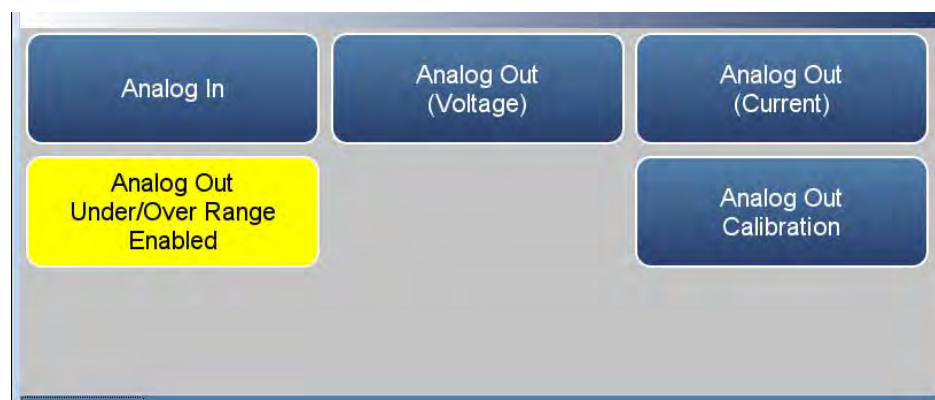 Analog In
Analog Out
(Voltage)
Analog Out
(Current)
Analog Out
Under/Over Range
Enabled
Analog Out
Calibration